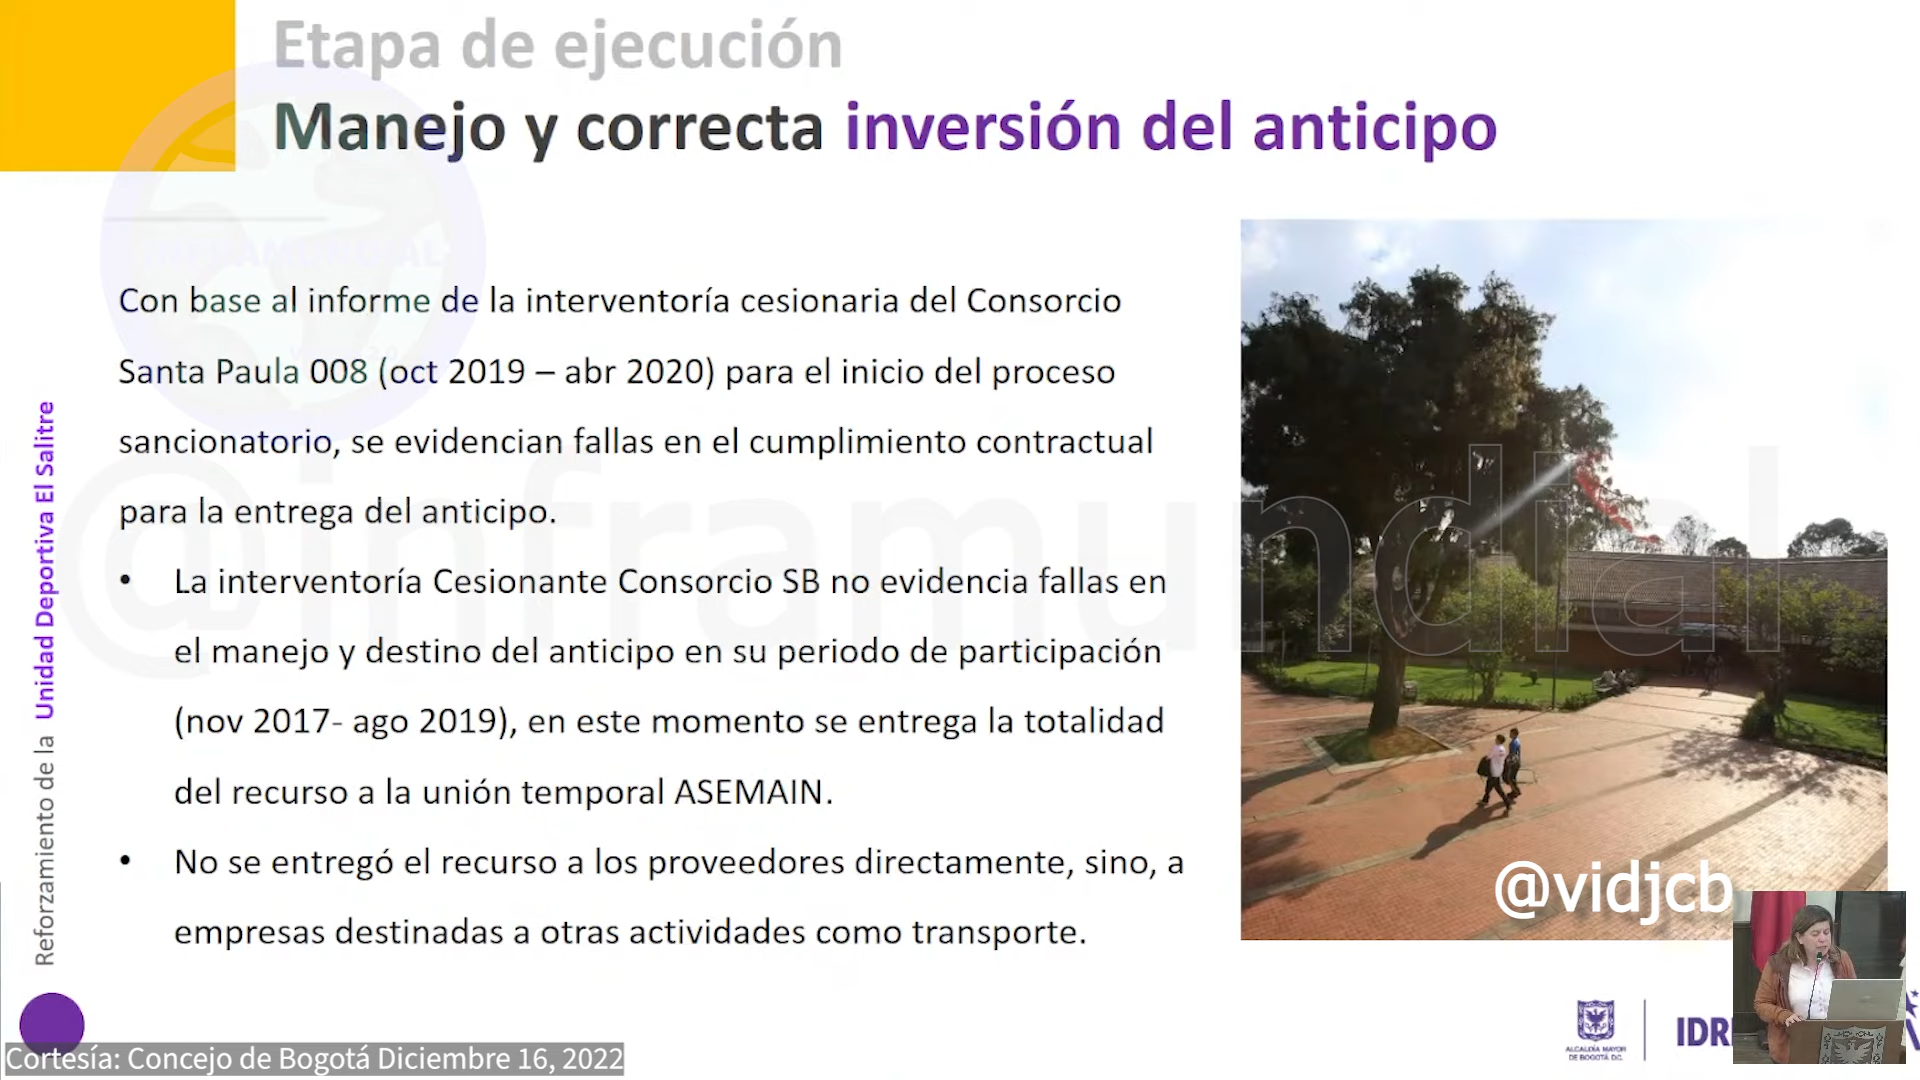 Etapa de ejecución
Manejo y correcta inversión del anticipo
Con base al informe de la interventoría cesionaria del Consorcio
Santa Paula 008 (oct 2019 – abr 2020) para el inicio del proceso
sancionatorio, se evidencian fallas en el cumplimiento contractual
para la entrega del anticipo.
• La interventoría Cesionante Consorcio SB no evidencia fallas en
el manejo y destino del anticipo en su periodo de participación
(nov 2017- ago 2019), en este momento se entrega la totalidad
del recurso a la unión temporal ASEMAIN.
• No se entregó el recurso a los proveedores directamente, sino, a
empresas destinadas a otras actividades como transporte.
Reforzamiento de la Unidad Deportiva El Salitre
@inframundial
@vidjcb
ALCALDÍA MAYOR
DE BOGOTÁ D.C.
Cortesía: Concejo de Bogotá Diciembre 16, 2022